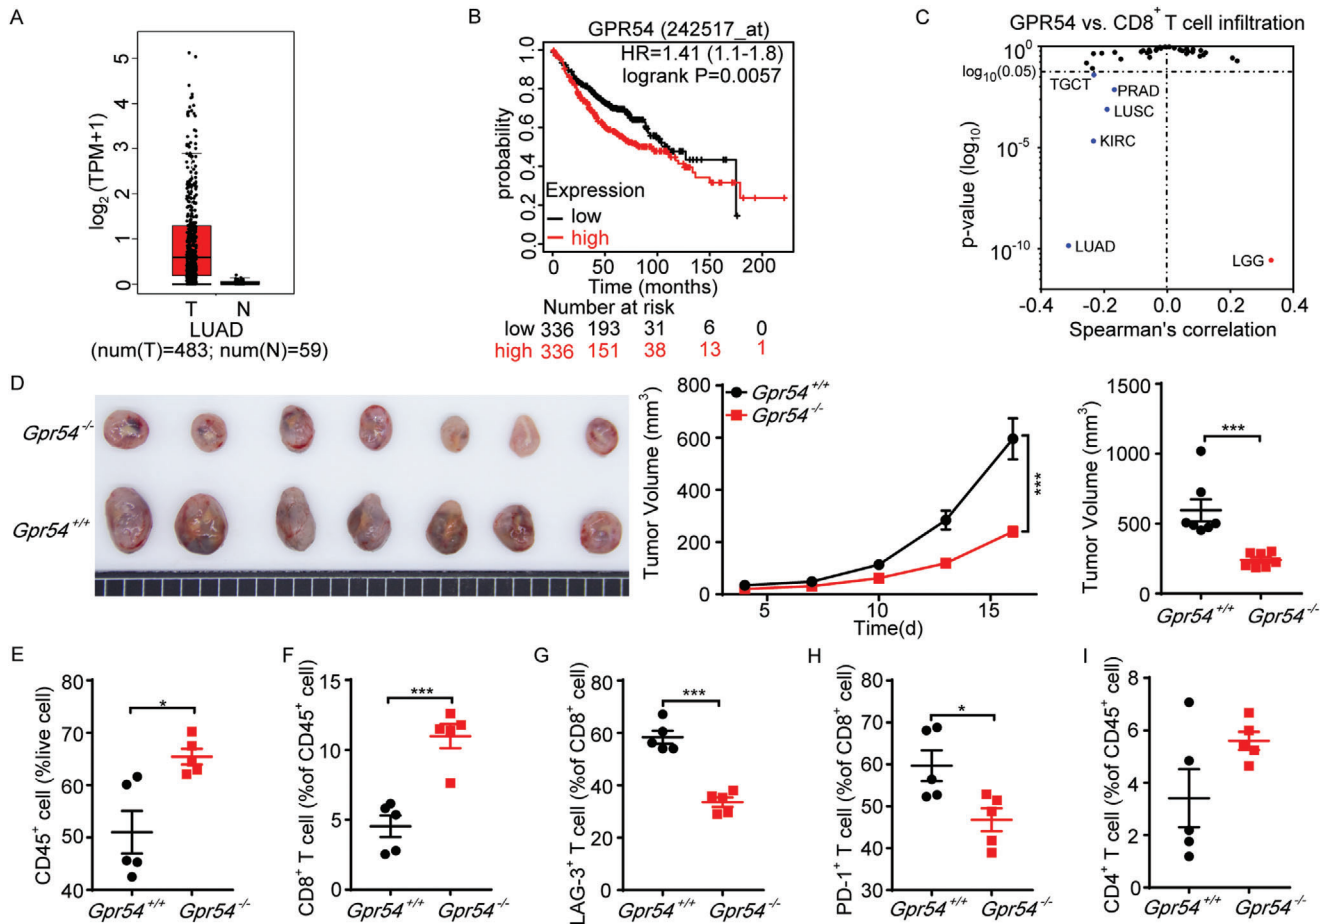 A
log2(TPM+1)
5
4
3
2
1
0
T N
LUAD
(num(T)=483; num(N)=59)
B
GPR54 (242517_at)
HR=1.41 (1.1-1.8)
logrank P=0.0057
probability
1.0
0.8
0.6
0.4
0.2
0.0
Expression
low
high
0 50 100 150 200
Time (months)
Number at risk
low 336 193 31 6 0
high 336 151 38 13 1
C
GPR54 vs. CD8+ T cell infiltration
p-value (log10)
10^0
log10(0.05)
10^-5
10^-10
TGCT
PRAD
LUSC
KIRC
LUAD
LGG
-0.4 -0.2 0.0 0.2 0.4
Spearman's correlation
D
Gpr54-/-
Gpr54+/+
Tumor Volume (mm3)
800
600
400
200
0
Gpr54+/+
Gpr54-/-
***
5 10 15
Time(d)
Tumor Volume (mm3)
1500
1000
500
0
***
Gpr54+/+ Gpr54-/-
E
CD45+ cell (%live cell)
80
70
60
50
40
*
Gpr54+/+ Gpr54-/-
F
CD8+ T cell (%of CD45+ cell)
15
10
5
0
***
Gpr54+/+ Gpr54-/-
G
LAG-3+ T cell (%of CD8+ cell)
80
60
40
20
0
***
Gpr54+/+ Gpr54-/-
H
PD-1+ T cell (%of CD8+ cell)
80
70
60
50
40
30
*
Gpr54+/+ Gpr54-/-
I
CD4+ T cell (%of CD45+ cell)
8
6
4
2
0
Gpr54+/+ Gpr54-/-